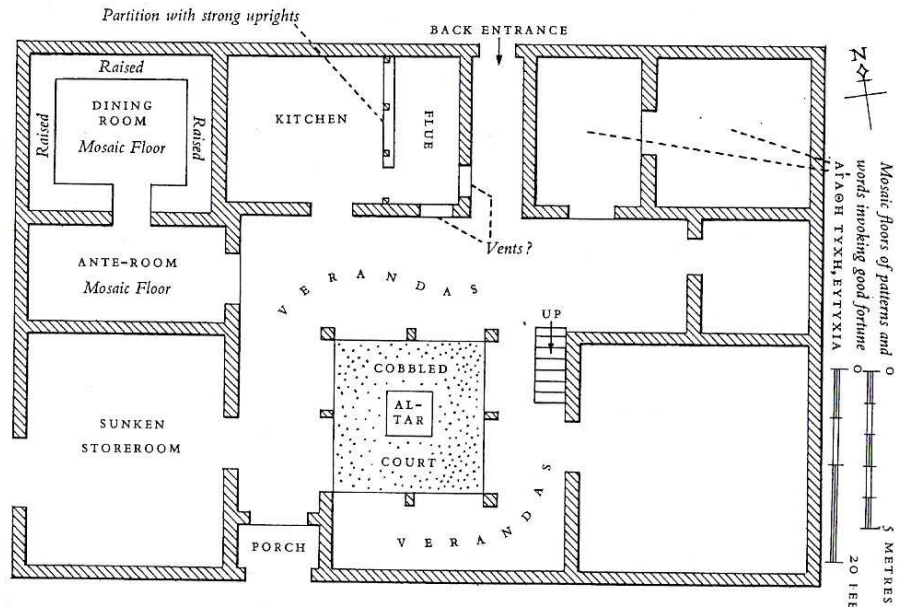 Partition with strong uprights
BACK ENTRANCE
Raised
DINING
ROOM
Mosaic Floor
Raised
Raised
KITCHEN
FLUE
Vents?
ANTE-ROOM
Mosaic Floor
VERANDAS
UP
COBBLED
AL-
TAR
COURT
SUNKEN
STOREROOM
VERANDAS
PORCH
N
Mosaic floors of patterns and
words invoking good fortune
ΑΓΑΘΗ ΤΥΧΗ, ΕΥΤΥΧΙΑ
0
5 METRES
0
20